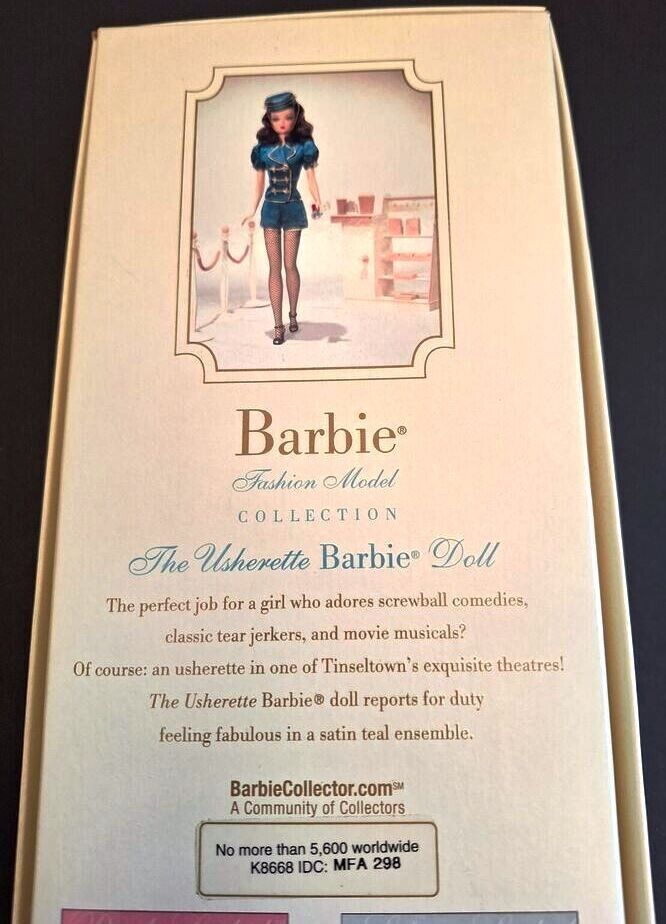 Barbie®
Fashion Model
COLLECTION
The Usherette Barbie® Doll
The perfect job for a girl who adores screwball comedies,
classic tear jerkers, and movie musicals?
Of course: an usherette in one of Tinseltown's exquisite theatres!
The Usherette Barbie® doll reports for duty
feeling fabulous in a satin teal ensemble.
BarbieCollector.com℠
A Community of Collectors
No more than 5,600 worldwide
K8668 IDC: MFA 298